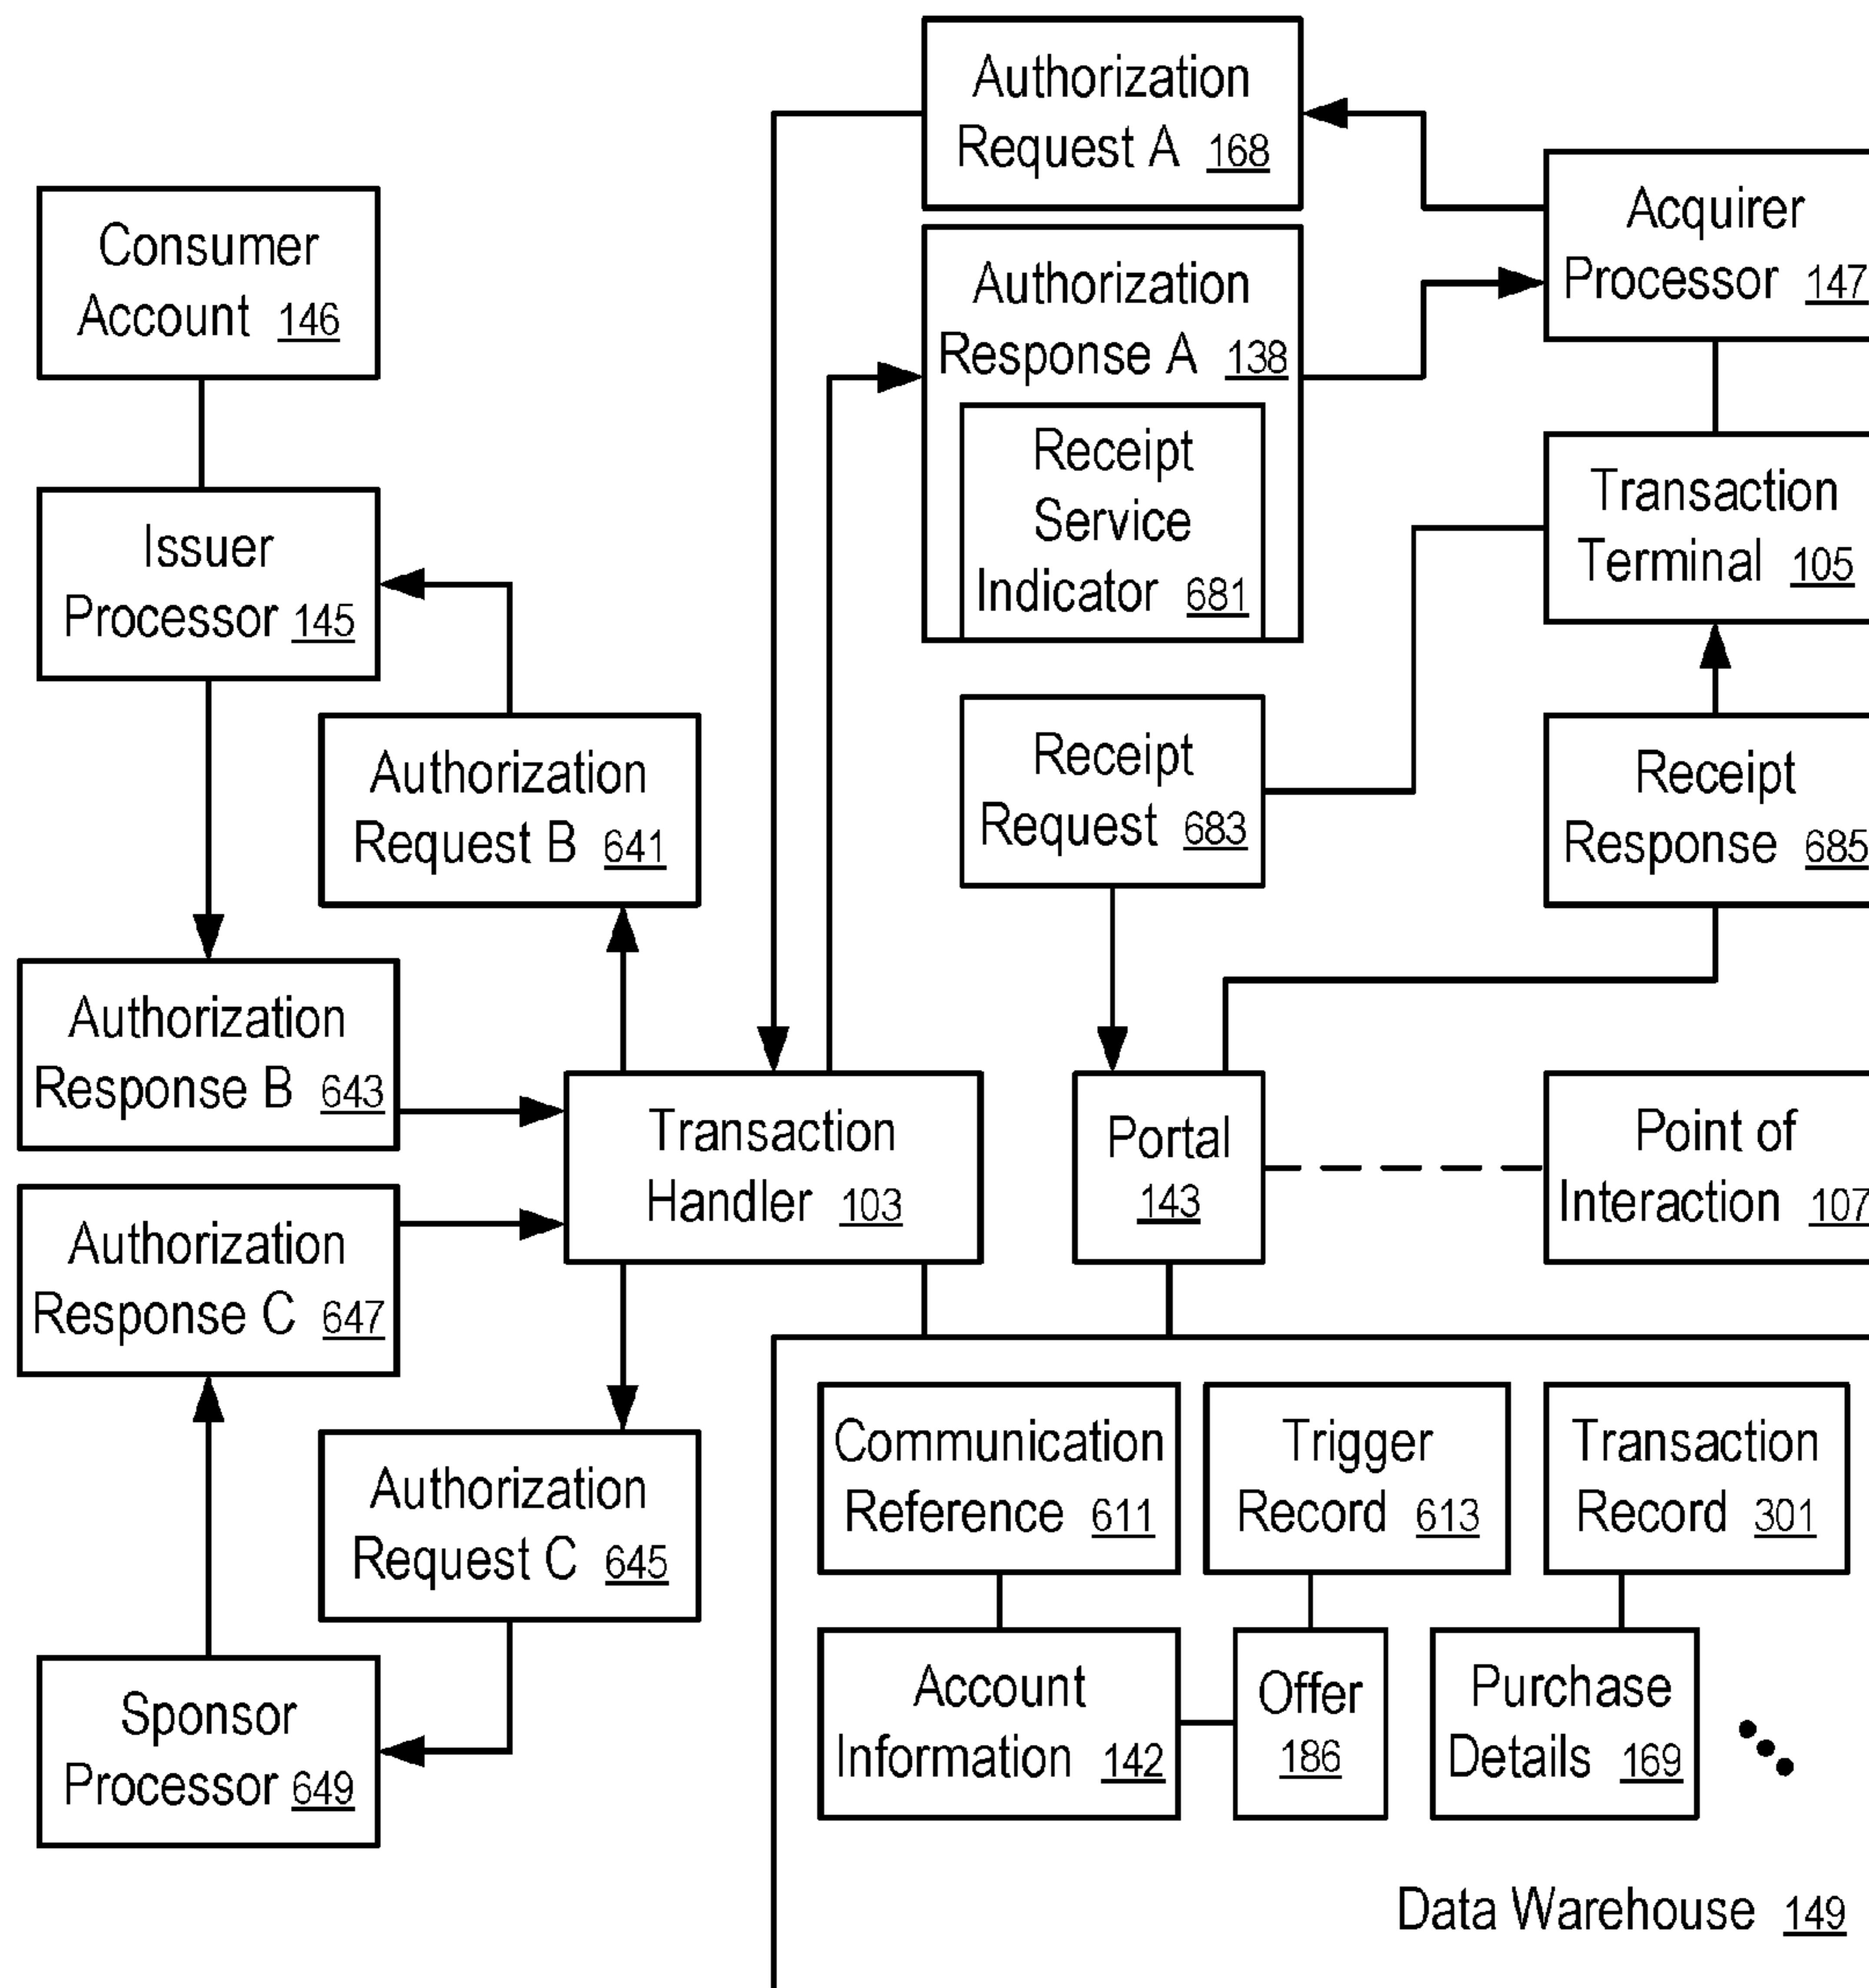 Authorization
Request A 168
Acquirer
Processor 147
Consumer
Account 146
Authorization
Response A 138
Receipt
Service
Indicator 681
Transaction
Terminal 105
Issuer
Processor 145
Authorization
Request B 641
Receipt
Request 683
Receipt
Response 685
Authorization
Response B 643
Transaction
Handler 103
Portal
143
Point of
Interaction 107
Authorization
Response C 647
Authorization
Request C 645
Sponsor
Processor 649
Communication
Reference 611
Trigger
Record 613
Transaction
Record 301
Account
Information 142
Offer
186
Purchase
Details 169
Data Warehouse 149